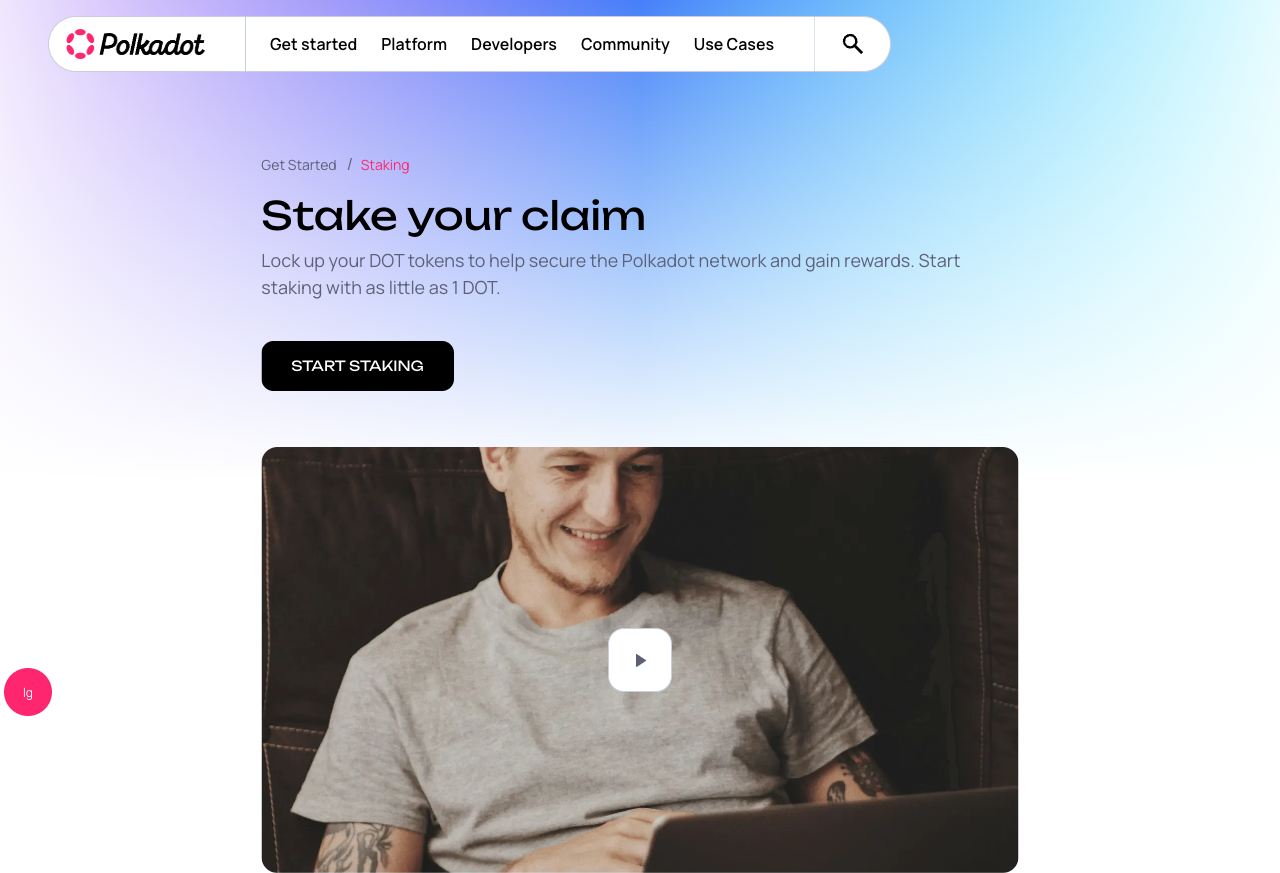 Polkadot
Get started
Platform
Developers
Community
Use Cases
Get Started / Staking
Stake your claim
Lock up your DOT tokens to help secure the Polkadot network and gain rewards. Start
staking with as little as 1 DOT.
START STAKING
lg